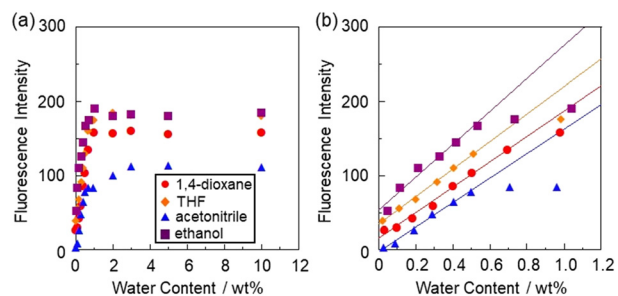 (a)
300
200
100
0
Fluorescence Intensity
0 2 4 6 8 10 12
Water Content / wt%
1,4-dioxane
THF
acetonitrile
ethanol
(b)
300
200
100
0
Fluorescence Intensity
0 0.2 0.4 0.6 0.8 1.0 1.2
Water Content / wt%